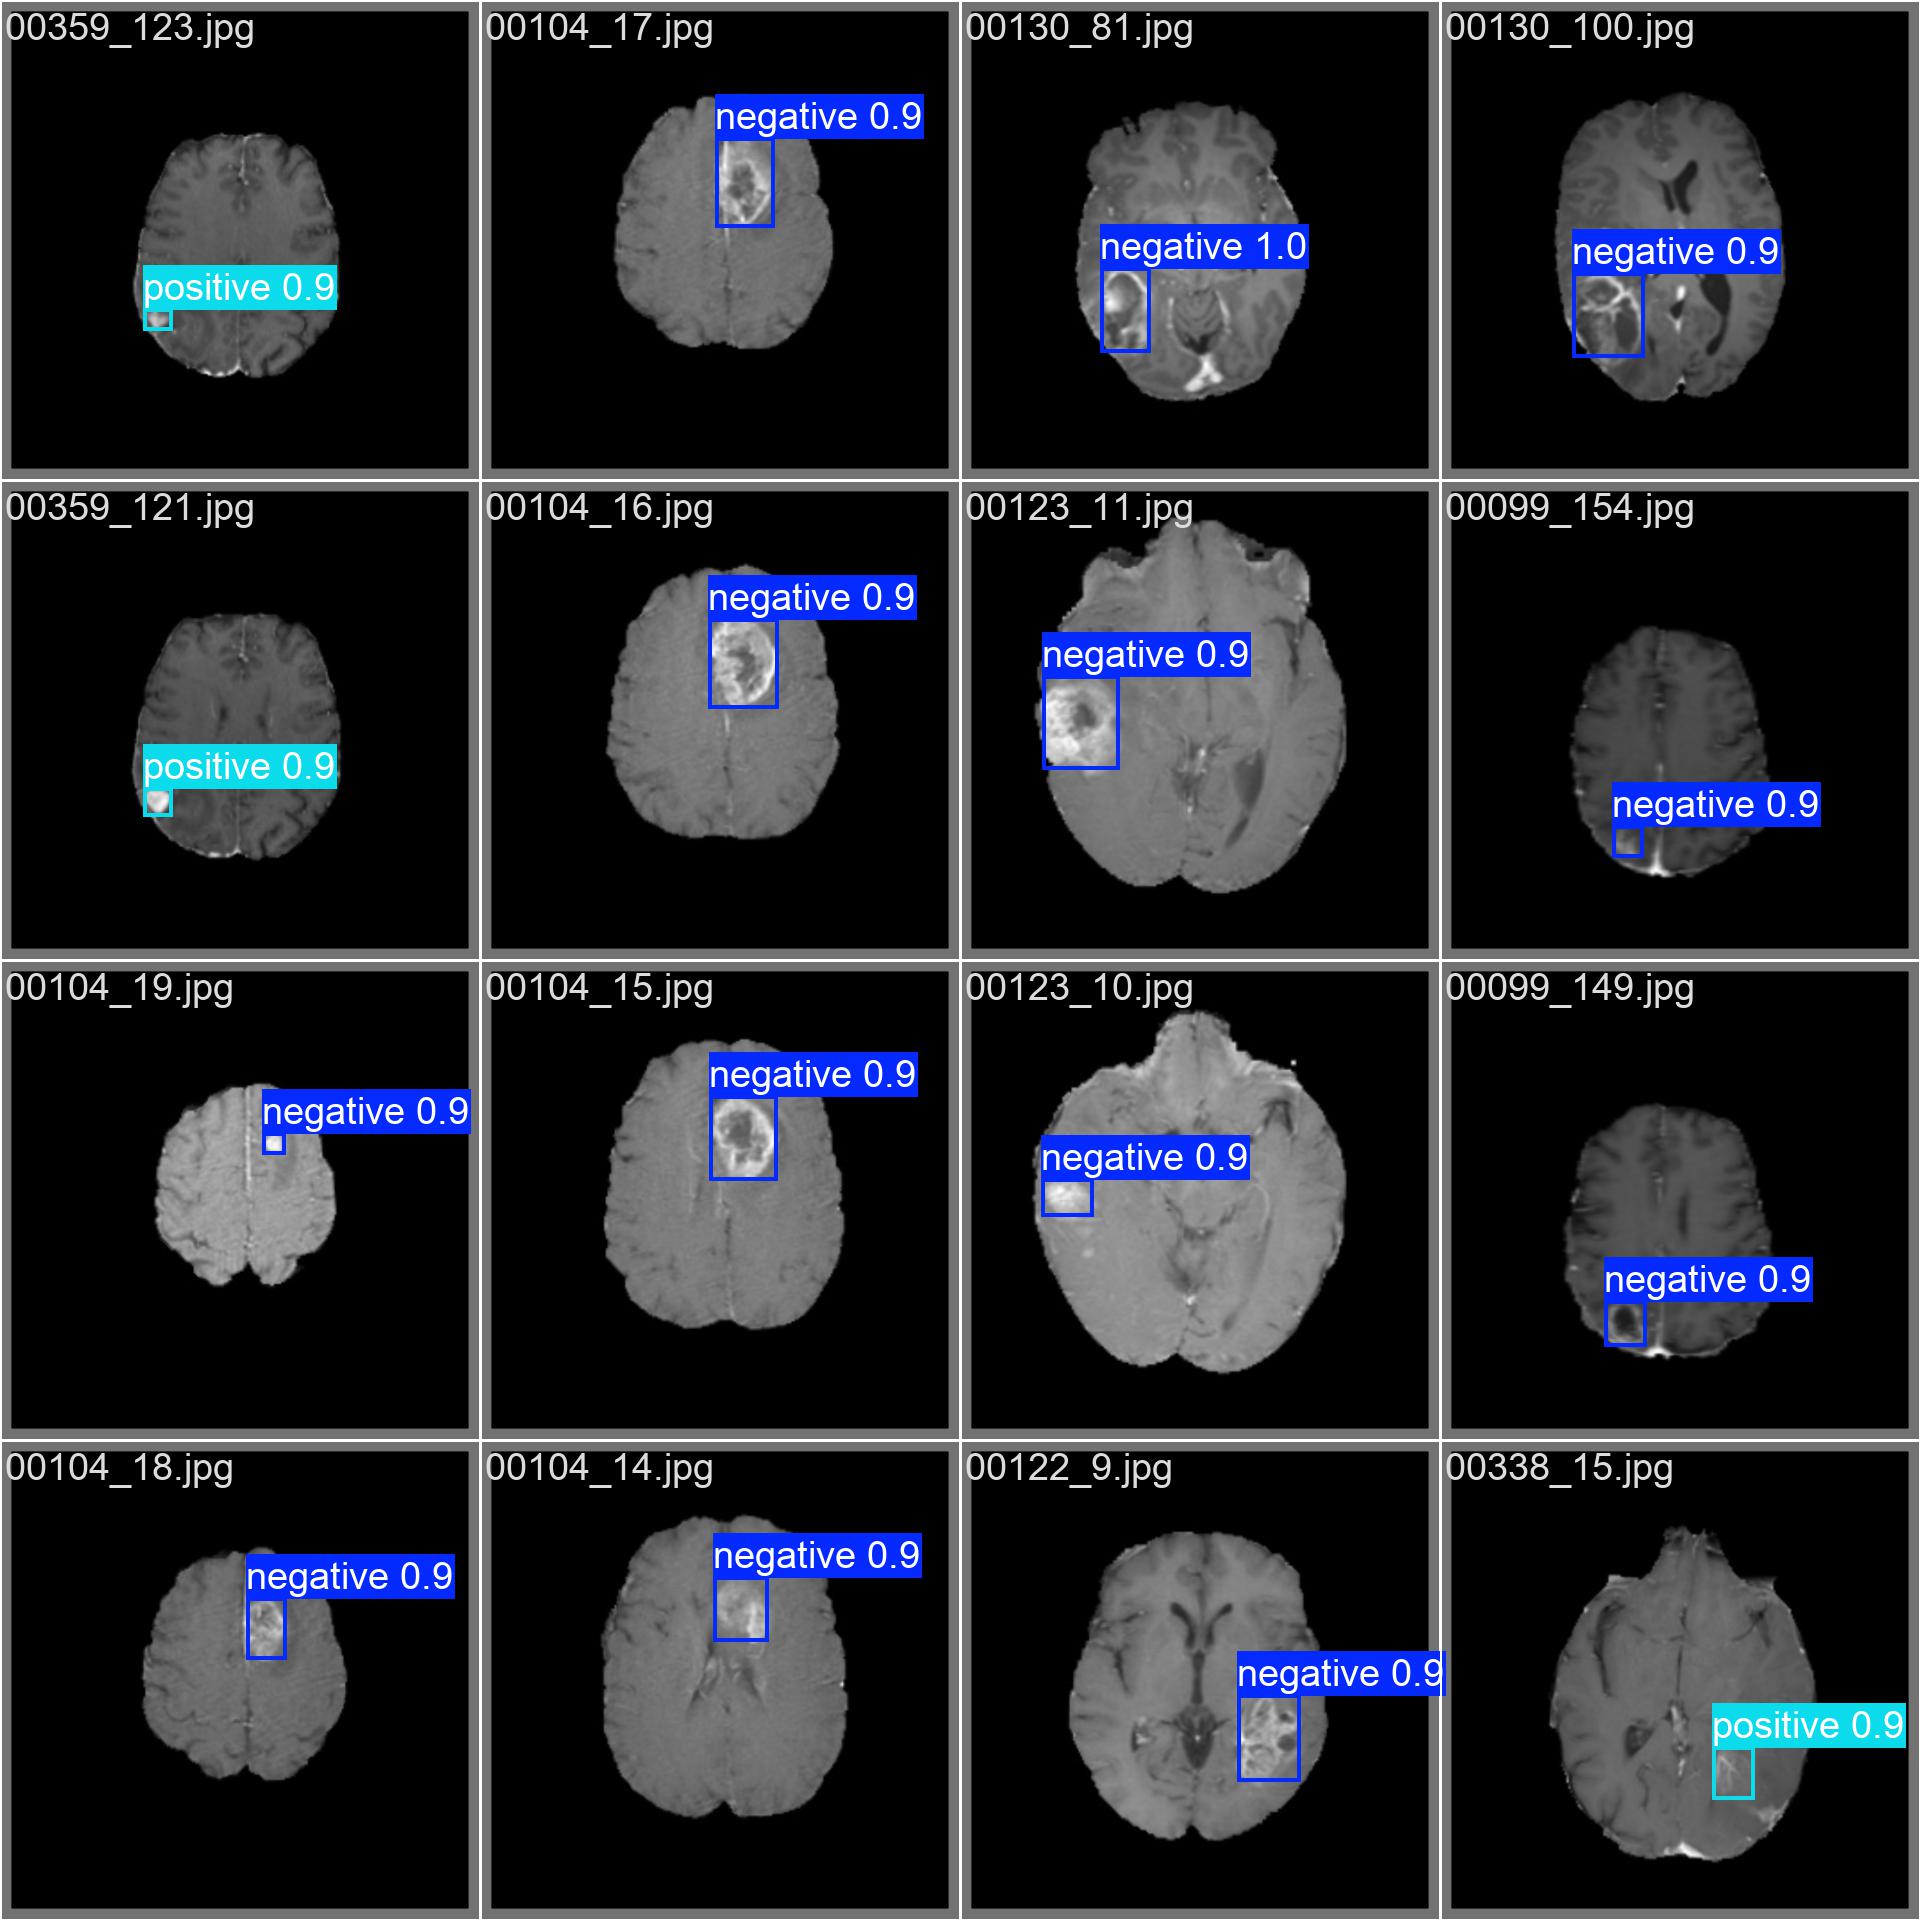 00359_123.jpg
positive 0.9
00104_17.jpg
negative 0.9
00130_81.jpg
negative 1.0
00130_100.jpg
negative 0.9
00359_121.jpg
positive 0.9
00104_16.jpg
negative 0.9
00123_11.jpg
negative 0.9
00099_154.jpg
negative 0.9
00104_19.jpg
negative 0.9
00104_15.jpg
negative 0.9
00123_10.jpg
negative 0.9
00099_149.jpg
negative 0.9
00104_18.jpg
negative 0.9
00104_14.jpg
negative 0.9
00122_9.jpg
negative 0.9
00338_15.jpg
positive 0.9